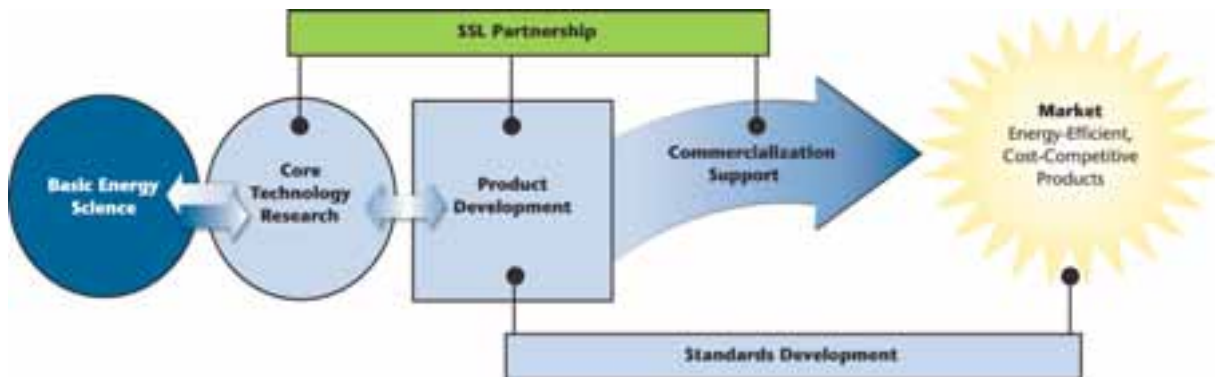 SSL Partnership
Basic Energy
Science
Core
Technology
Research
Product
Development
Commercialization
Support
Market
Energy-Efficient,
Cost-Competitive
Products
Standards Development